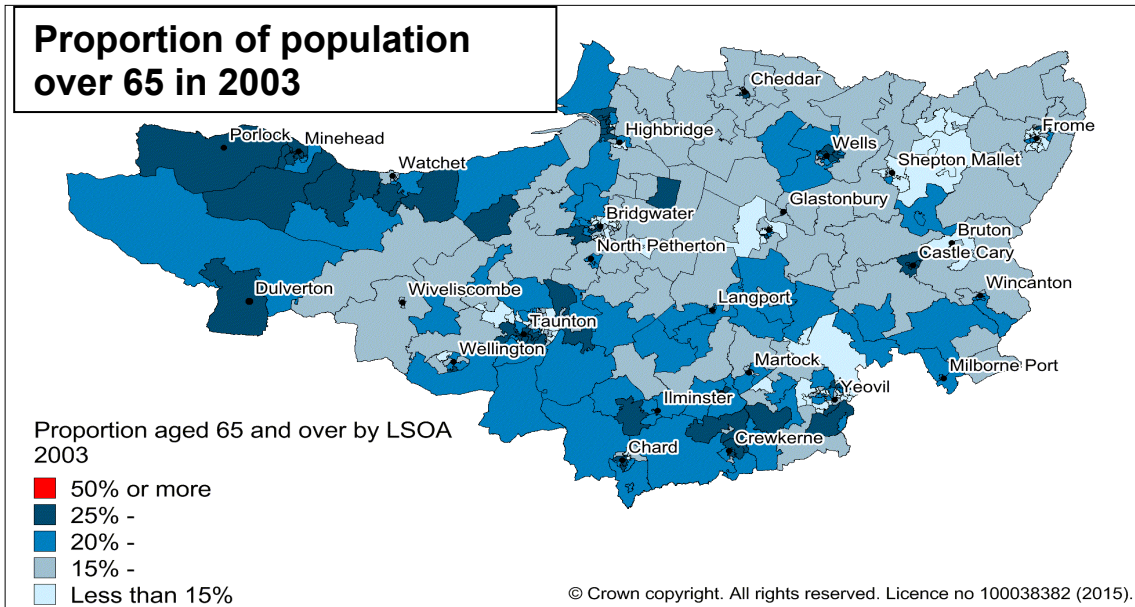 Proportion of population
over 65 in 2003
Cheddar
Porlock
Minehead
Highbridge
Frome
Wells
Watchet
Shepton Mallet
Glastonbury
Bridgwater
Bruton
North Petherton
Castle Cary
Dulverton
Wiveliscombe
Langport
Wincanton
Taunton
Wellington
Martock
Milborne Port
Yeovil
Ilminster
Chard
Crewkerne
Proportion aged 65 and over by LSOA
2003
50% or more
25% -
20% -
15% -
Less than 15%
© Crown copyright. All rights reserved. Licence no 100038382 (2015).